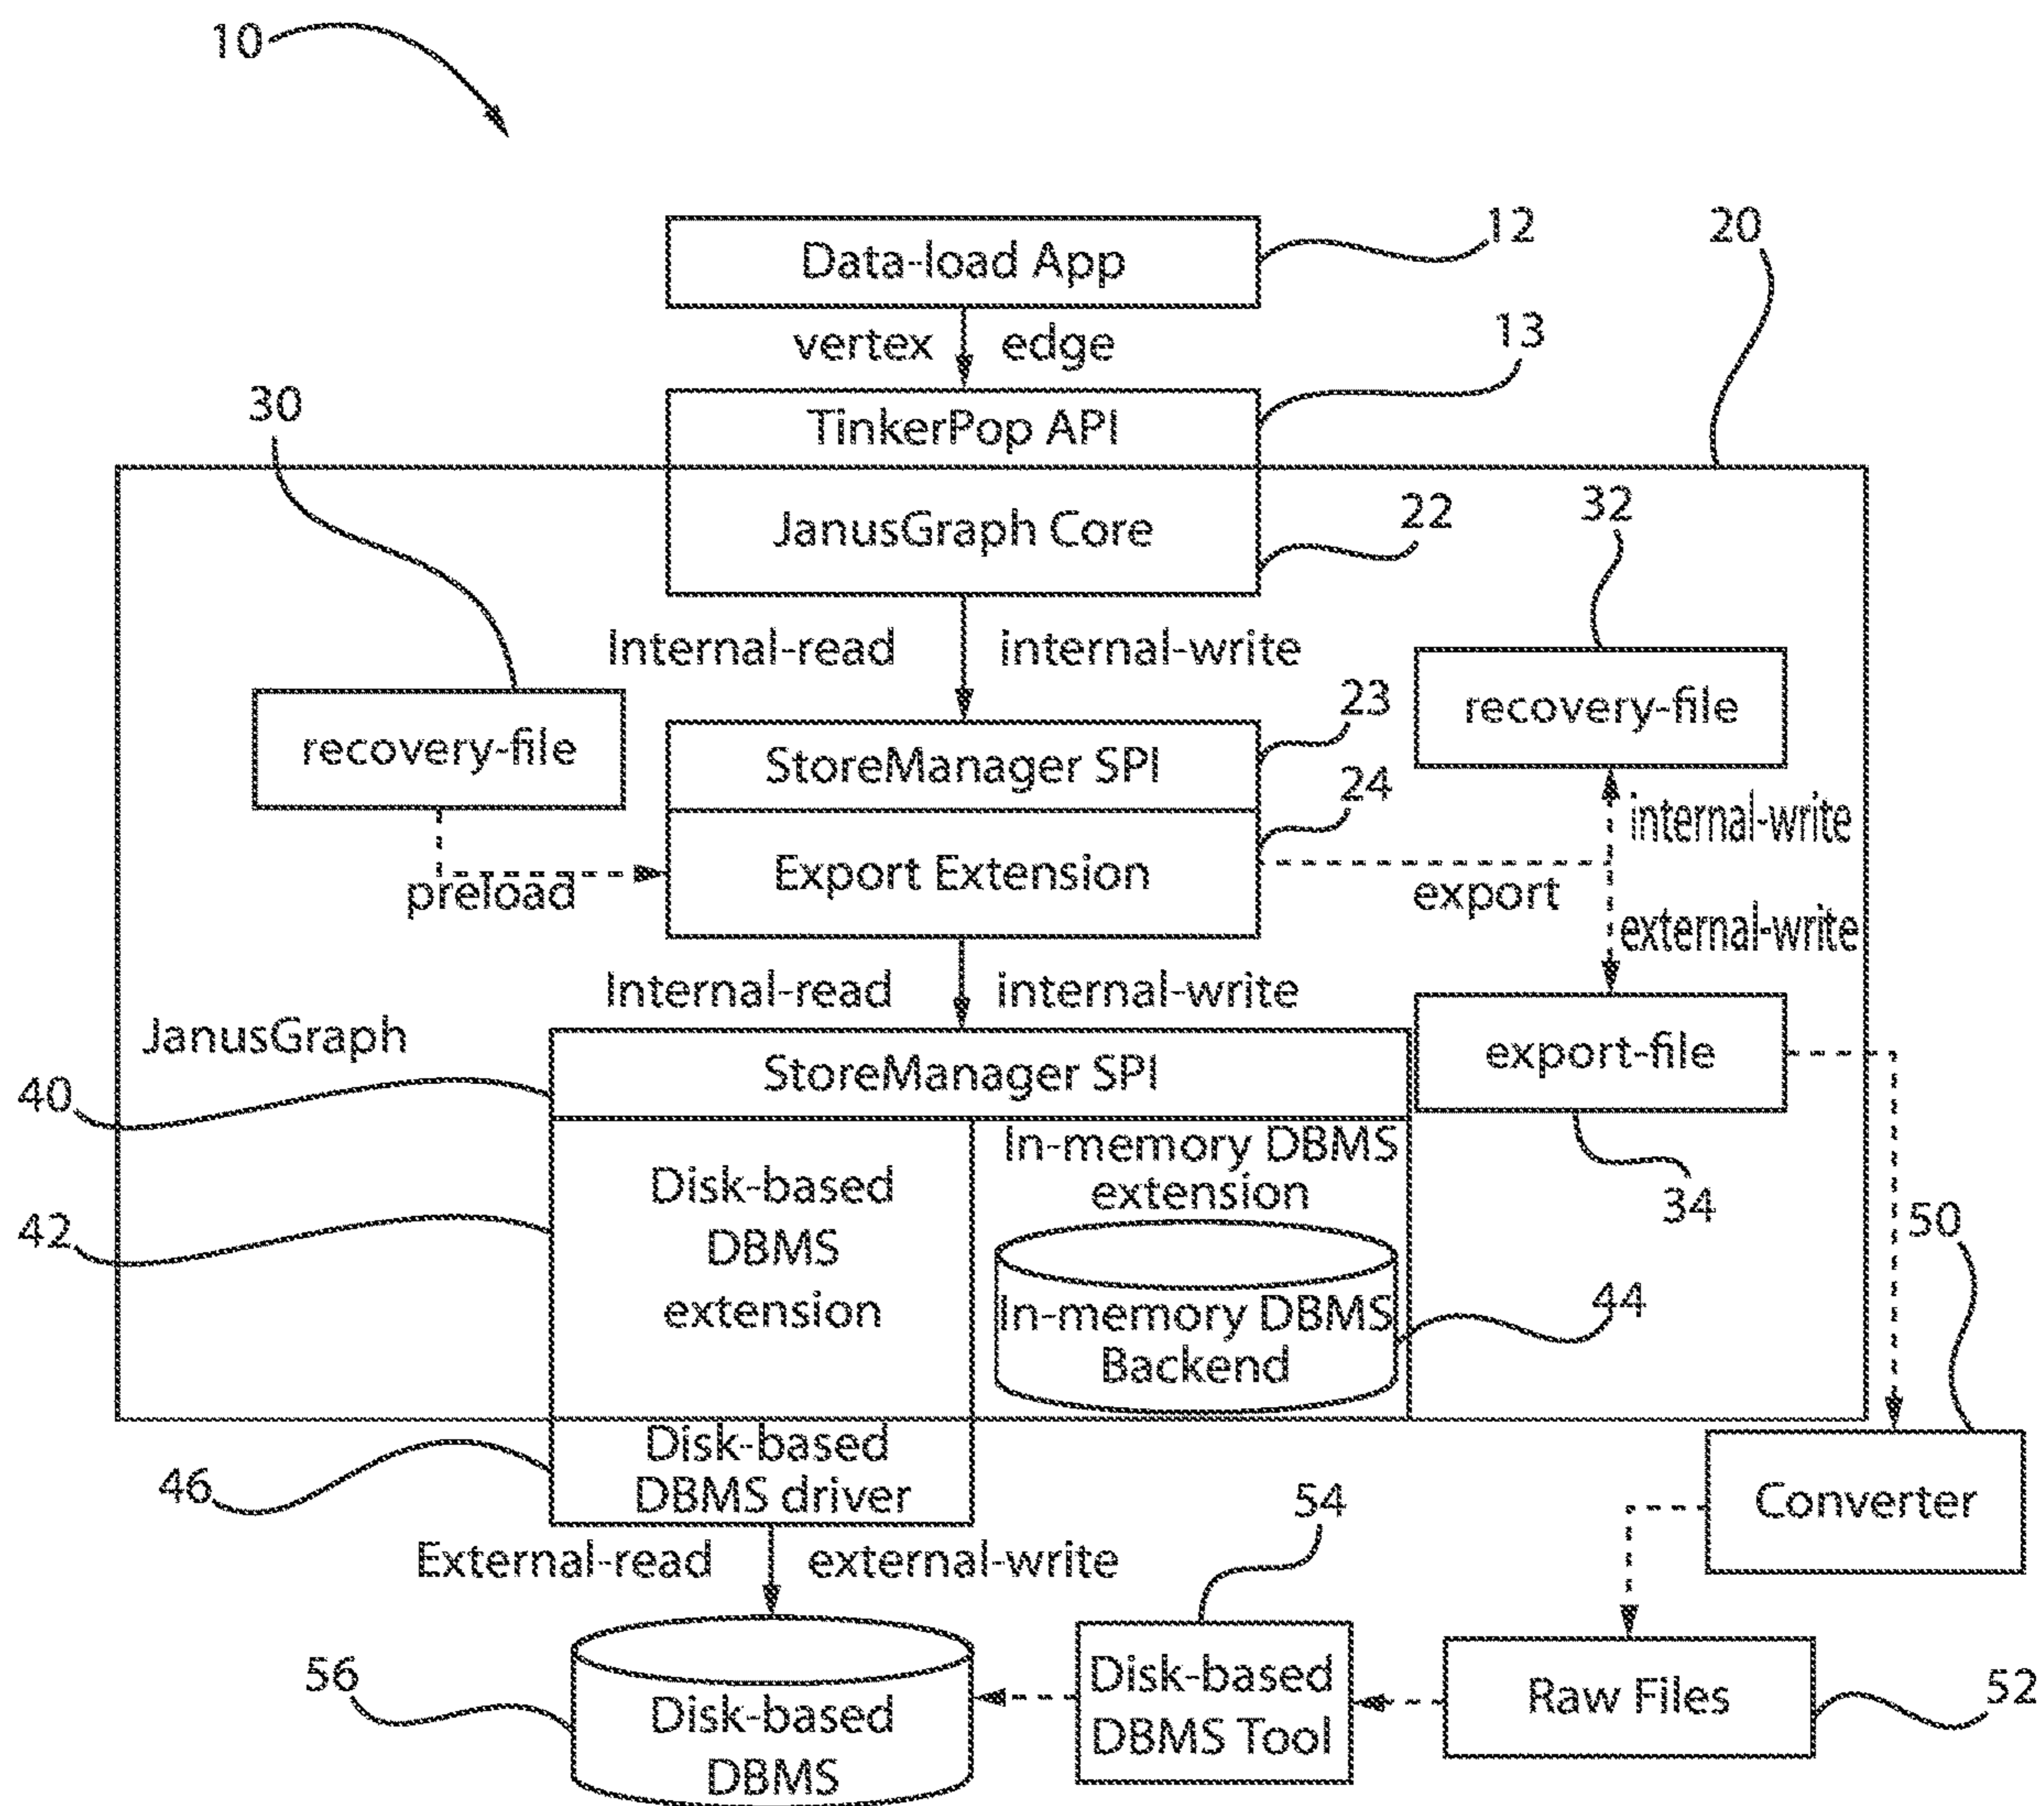 10
12
20
Data-load App
vertex edge
13
30
TinkerPop API
JanusGraph Core
22
32
Internal-read internal-write
recovery-file
23
recovery-file
StoreManager SPI
24
internal-write
Export Extension
preload
export
external-write
Internal-read internal-write
JanusGraph
export-file
StoreManager SPI
40
In-memory DBMS
extension
Disk-based
DBMS
extension
34
50
42
44
In-memory DBMS
Backend
Disk-based
DBMS driver
46
54
Converter
External-read external-write
56
Disk-based
DBMS Tool
Raw Files
52
Disk-based
DBMS